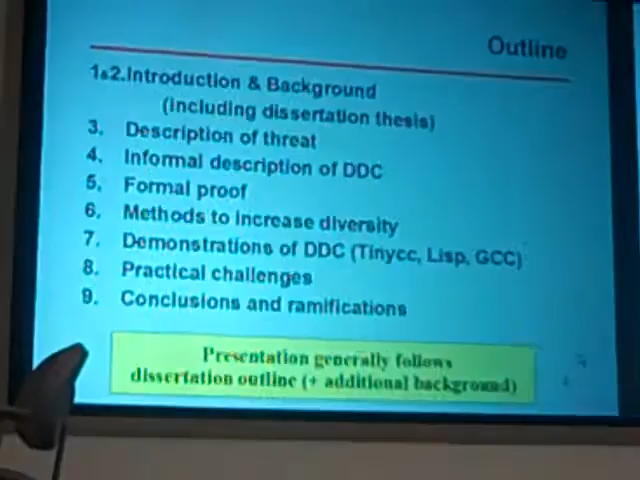 Outline
1&2.Introduction & Background
(including dissertation thesis)
3. Description of threat
4. Informal description of DDC
5. Formal proof
6. Methods to increase diversity
7. Demonstrations of DDC (Tinycc, Lisp, GCC)
8. Practical challenges
9. Conclusions and ramifications
Presentation generally follows
dissertation outline (+ additional background)